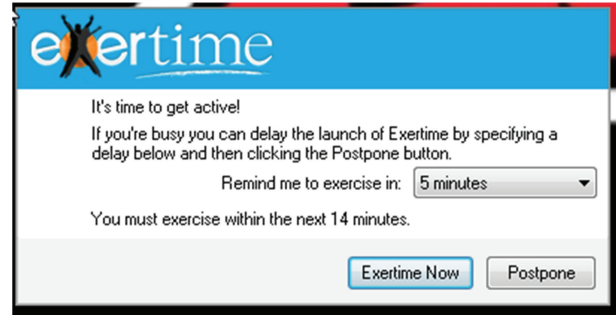 exertime
It's time to get active!
If you're busy you can delay the launch of Exertime by specifying a
delay below and then clicking the Postpone button.
Remind me to exercise in: 5 minutes
You must exercise within the next 14 minutes.
Exertime Now Postpone